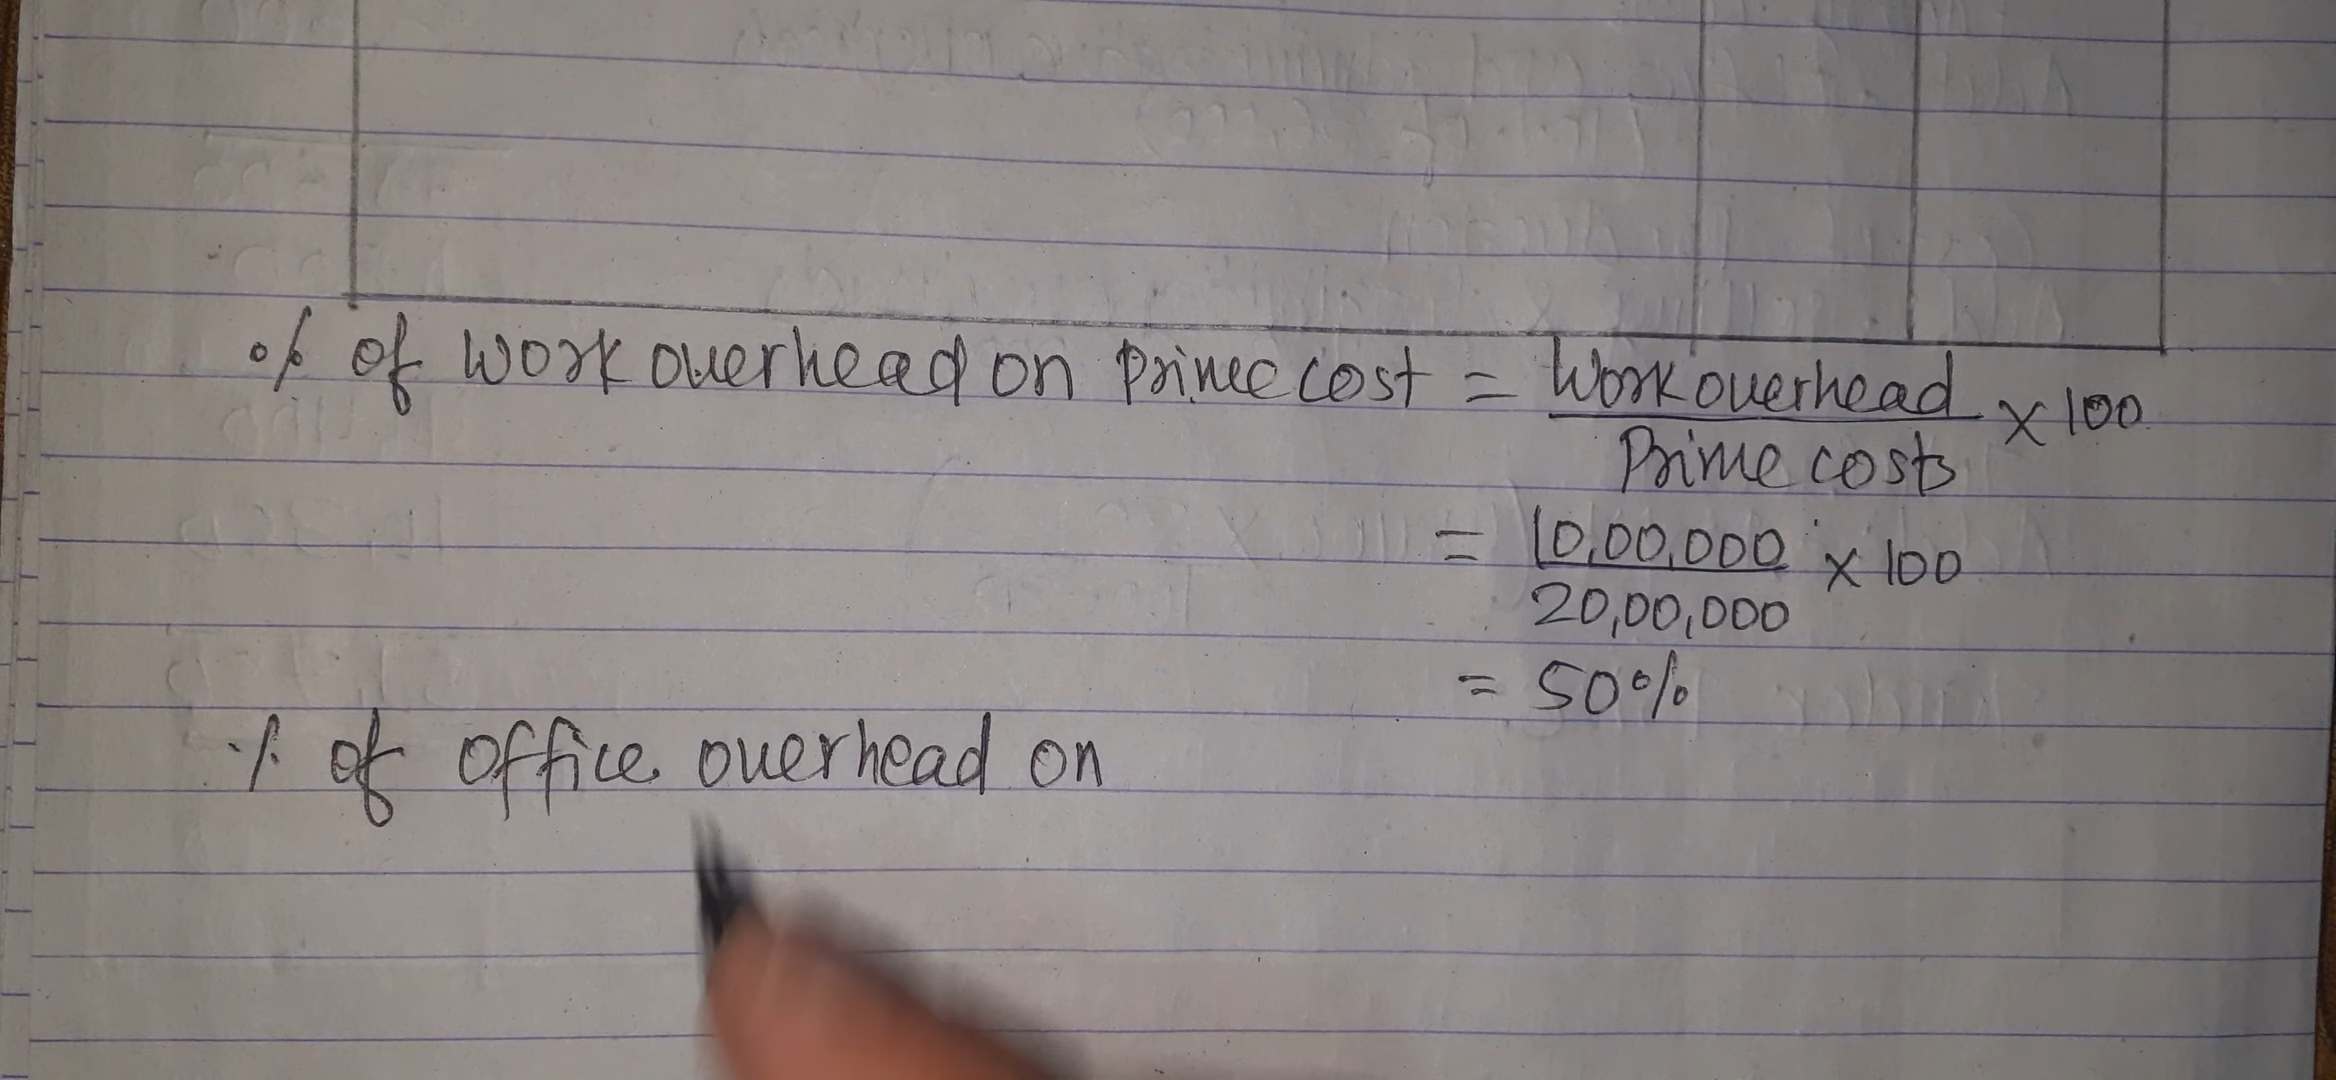 % of Work overhead on Prime cost = Work overhead × 100
Prime costs
= 10,00,000 × 100
20,00,000
= 50%
% of office overhead on